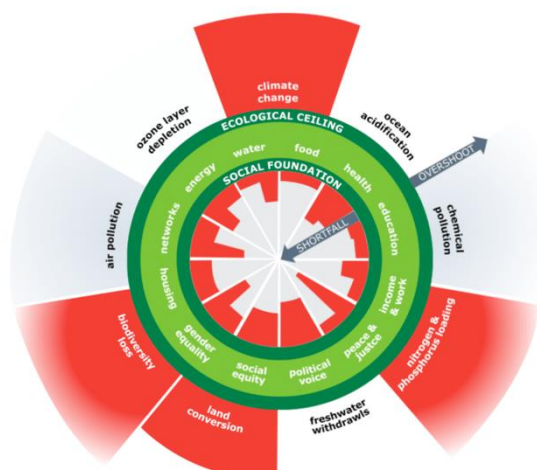 climate
change
ECOLOGICAL CEILING
ozone layer
depletion
ocean
acidification
water
food
energy
health
SOCIAL FOUNDATION
OVERSHOOT
SHORTFALL
networks
education
air pollution
chemical
pollution
housing
income
& work
gender
equality
peace &
justce
social
equity
political
voice
biodiversity
loss
nitrogen &
phosphorus loading
land
conversion
freshwater
withdrawls